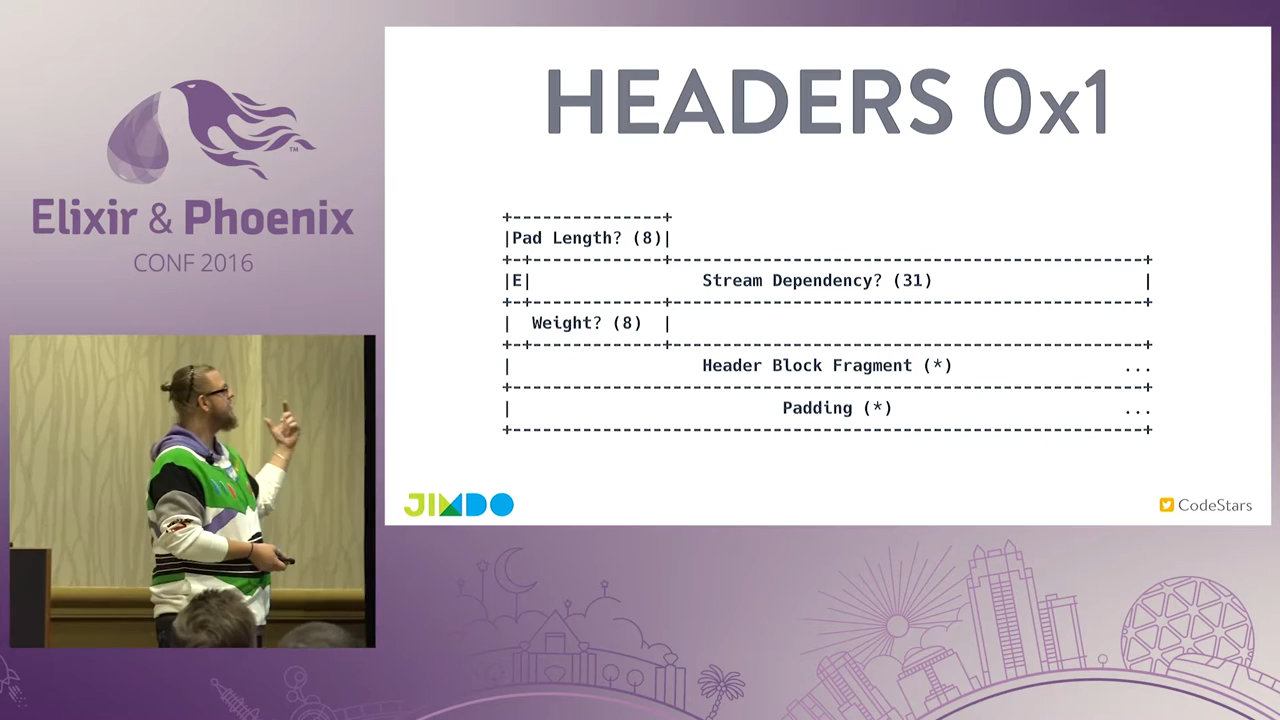 Elixir & Phoenix
CONF 2016
TM
HEADERS 0x1
+---------------+
|Pad Length? (8)|
+-+-------------+-----------------------------------------------+
|E|                 Stream Dependency? (31)                     |
+-+-------------+-----------------------------------------------+
|  Weight? (8)  |
+-+-------------+-----------------------------------------------+
|                   Header Block Fragment (*)                 ...
+---------------------------------------------------------------+
|                           Padding (*)                       ...
+---------------------------------------------------------------+
JIMDO
CodeStars